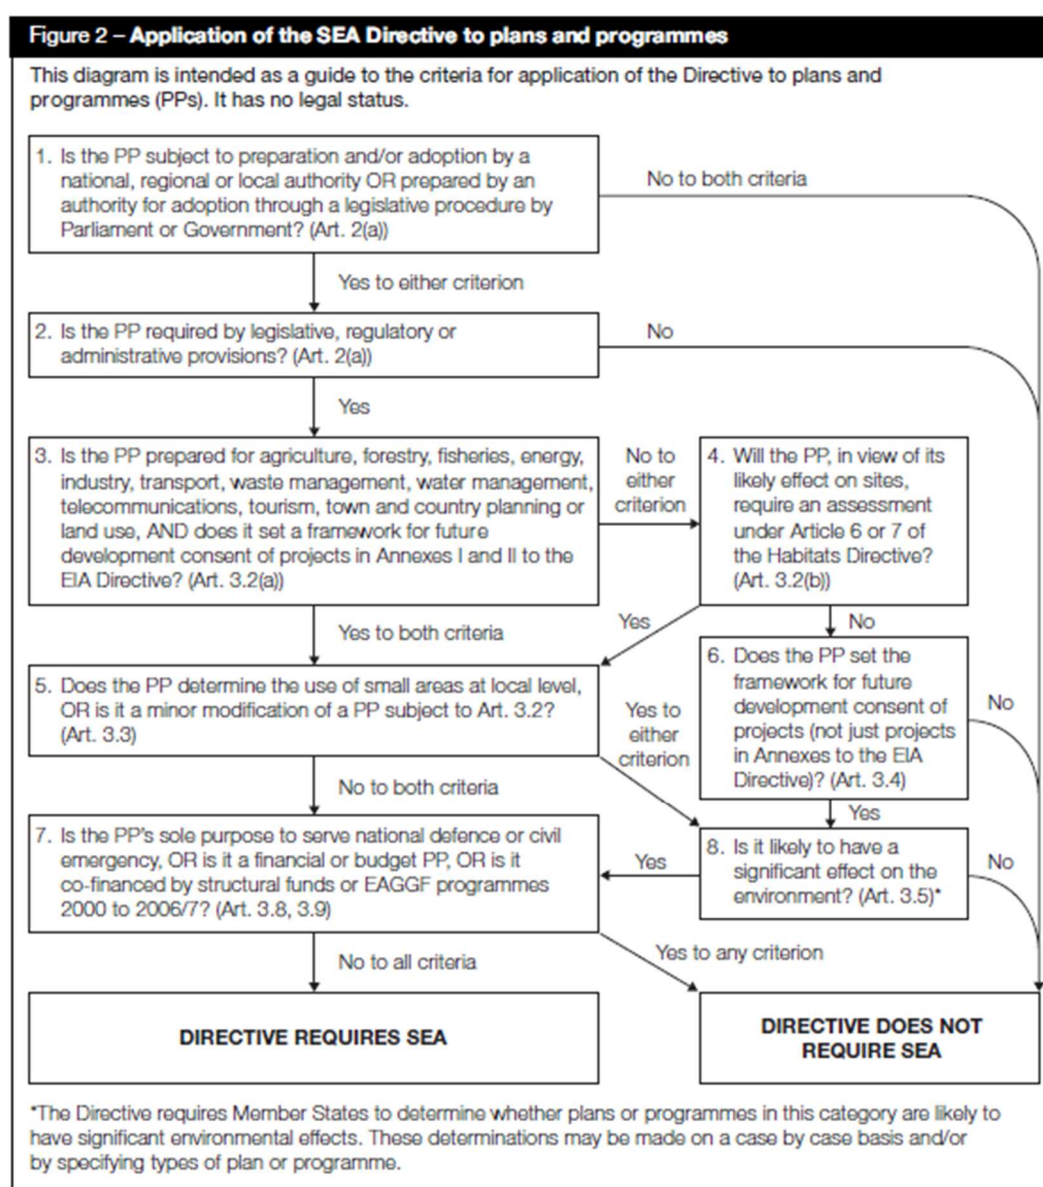 Figure 2 – Application of the SEA Directive to plans and programmes
This diagram is intended as a guide to the criteria for application of the Directive to plans and
programmes (PPs). It has no legal status.
1. Is the PP subject to preparation and/or adoption by a
national, regional or local authority OR prepared by an
authority for adoption through a legislative procedure by
Parliament or Government? (Art. 2(a))
No to both criteria
Yes to either criterion
2. Is the PP required by legislative, regulatory or
administrative provisions? (Art. 2(a))
No
Yes
3. Is the PP prepared for agriculture, forestry, fisheries, energy,
industry, transport, waste management, water management,
telecommunications, tourism, town and country planning or
land use, AND does it set a framework for future
development consent of projects in Annexes I and II to the
EIA Directive? (Art. 3.2(a))
No to
either
criterion
4. Will the PP, in view of its
likely effect on sites,
require an assessment
under Article 6 or 7 of
the Habitats Directive?
(Art. 3.2(b))
Yes to both criteria
Yes
No
5. Does the PP determine the use of small areas at local level,
OR is it a minor modification of a PP subject to Art. 3.2?
(Art. 3.3)
Yes to
either
criterion
6. Does the PP set the
framework for future
development consent of
projects (not just projects
in Annexes to the EIA
Directive)? (Art. 3.4)
No
No to both criteria
Yes
7. Is the PP's sole purpose to serve national defence or civil
emergency, OR is it a financial or budget PP, OR is it
co-financed by structural funds or EAGGF programmes
2000 to 2006/7? (Art. 3.8, 3.9)
Yes
8. Is it likely to have a
significant effect on the
environment? (Art. 3.5)*
No
No to all criteria
Yes to any criterion
DIRECTIVE REQUIRES SEA
DIRECTIVE DOES NOT
REQUIRE SEA
*The Directive requires Member States to determine whether plans or programmes in this category are likely to
have significant environmental effects. These determinations may be made on a case by case basis and/or
by specifying types of plan or programme.